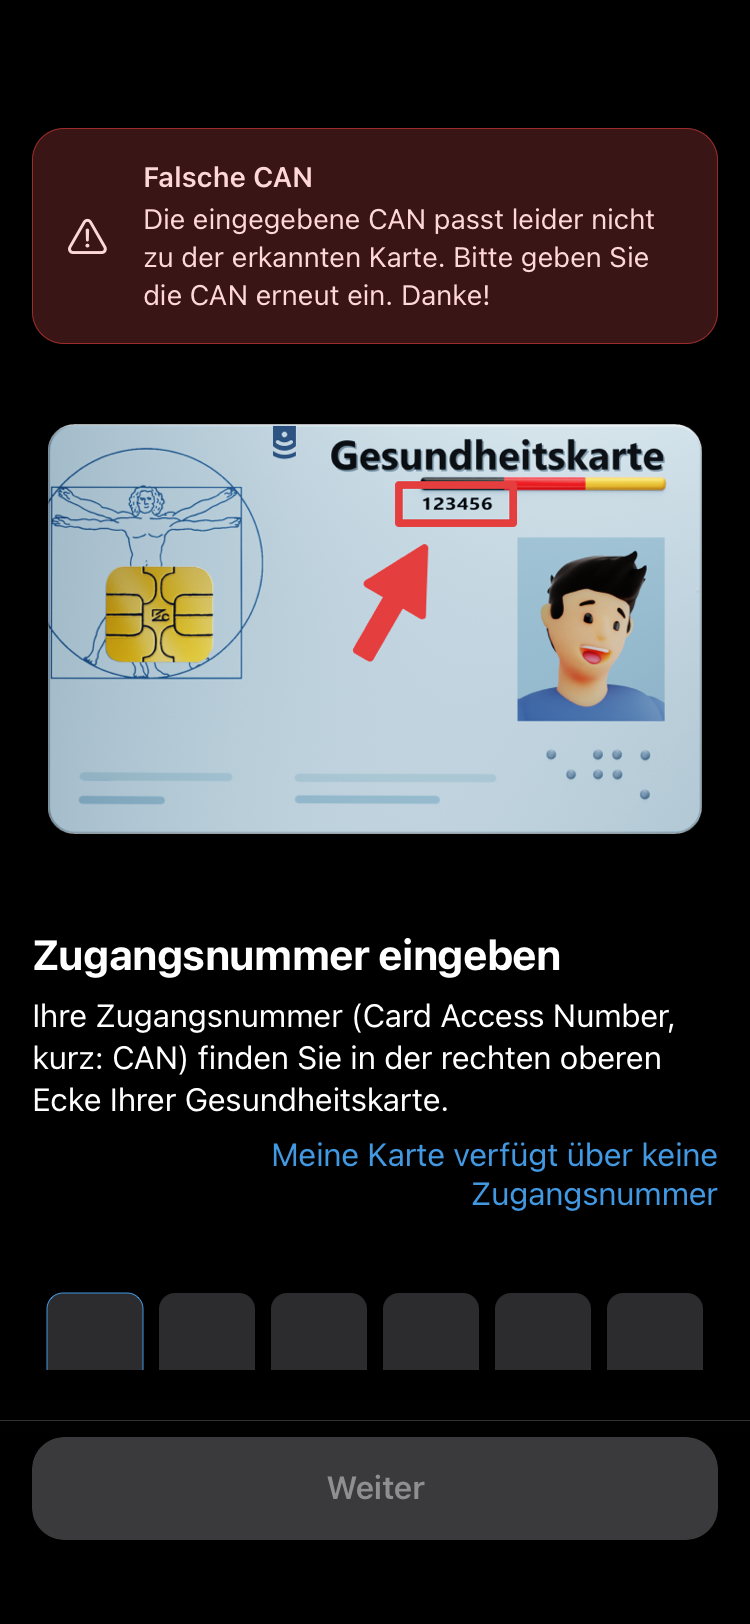 Falsche CAN
Die eingegebene CAN passt leider nicht
zu der erkannten Karte. Bitte geben Sie
die CAN erneut ein. Danke!
Gesundheitskarte
123456
Zugangsnummer eingeben
Ihre Zugangsnummer (Card Access Number,
kurz: CAN) finden Sie in der rechten oberen
Ecke Ihrer Gesundheitskarte.
Meine Karte verfügt über keine
Zugangsnummer
Weiter